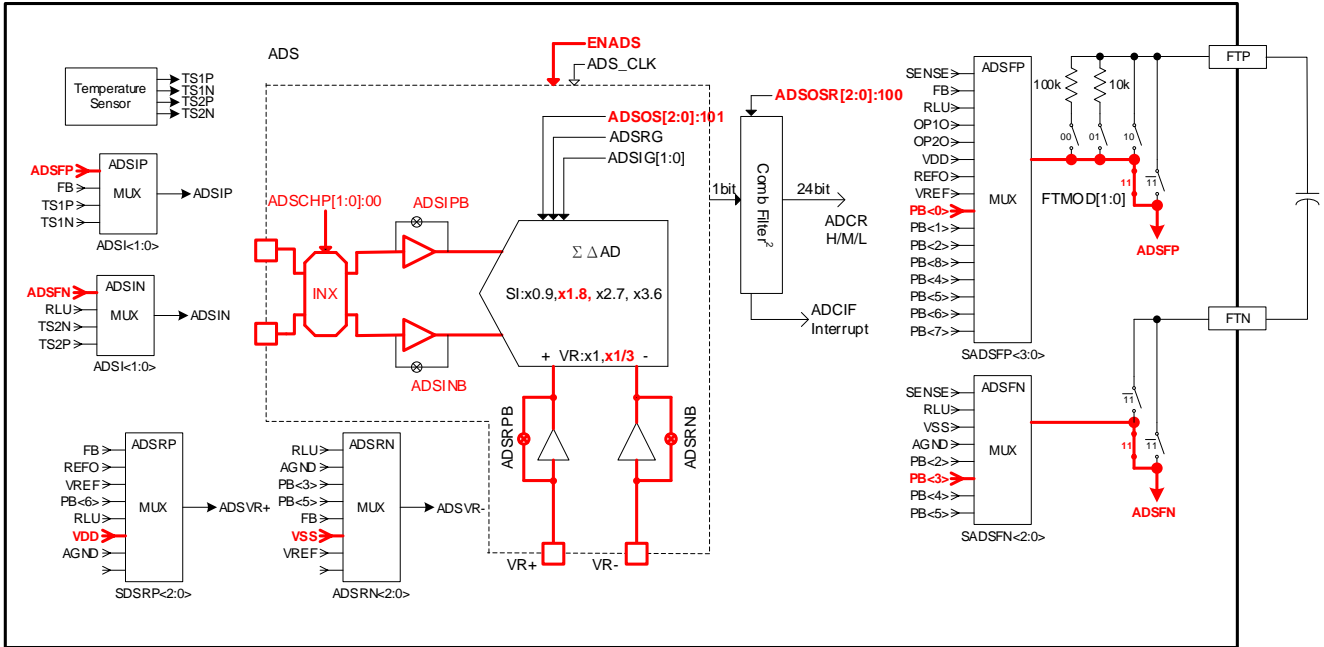 ADS
ENADS
ADS_CLK
Temperature
Sensor
TS1P
TS1N
TS2P
TS2N
ADSFP
FB
TS1P
TS1N
ADSIP
MUX
ADSIP
ADSI<1:0>
ADSFN
RLU
TS2N
TS2P
ADSIN
MUX
ADSIN
ADSI<1:0>
FB
REFO
VREF
PB<6>
RLU
VDD
AGND
ADSRP
MUX
ADSVR+
SDSRP<2:0>
RLU
AGND
PB<3>
PB<5>
FB
VSS
VREF
ADSRN
MUX
ADSVR-
ADSRN<2:0>
ADSOS[2:0]:101
ADSRG
ADSIG[1:0]
ADSCHP[1:0]:00
ADSIPB
INX
ADSINB
Σ ΔAD
SI:x0.9,x1.8, x2.7, x3.6
+ VR:x1,x1/3 -
ADSRPB
ADSRNB
VR+
VR-
ADSOSR[2:0]:100
1bit
Comb Filter²
24bit
ADCR
H/M/L
ADCIF
Interrupt
SENSE
FB
RLU
OP1O
OP2O
VDD
REFO
VREF
PB<0>
PB<1>
PB<2>
PB<8>
PB<4>
PB<5>
PB<6>
PB<7>
ADSFP
MUX
SADSFP<3:0>
100k
10k
00
01
10
11
11
FTMOD[1:0]
ADSFP
FTP
SENSE
RLU
VSS
AGND
PB<2>
PB<3>
PB<4>
PB<5>
ADSFN
MUX
SADSFN<2:0>
11
11
11
ADSFN
FTN